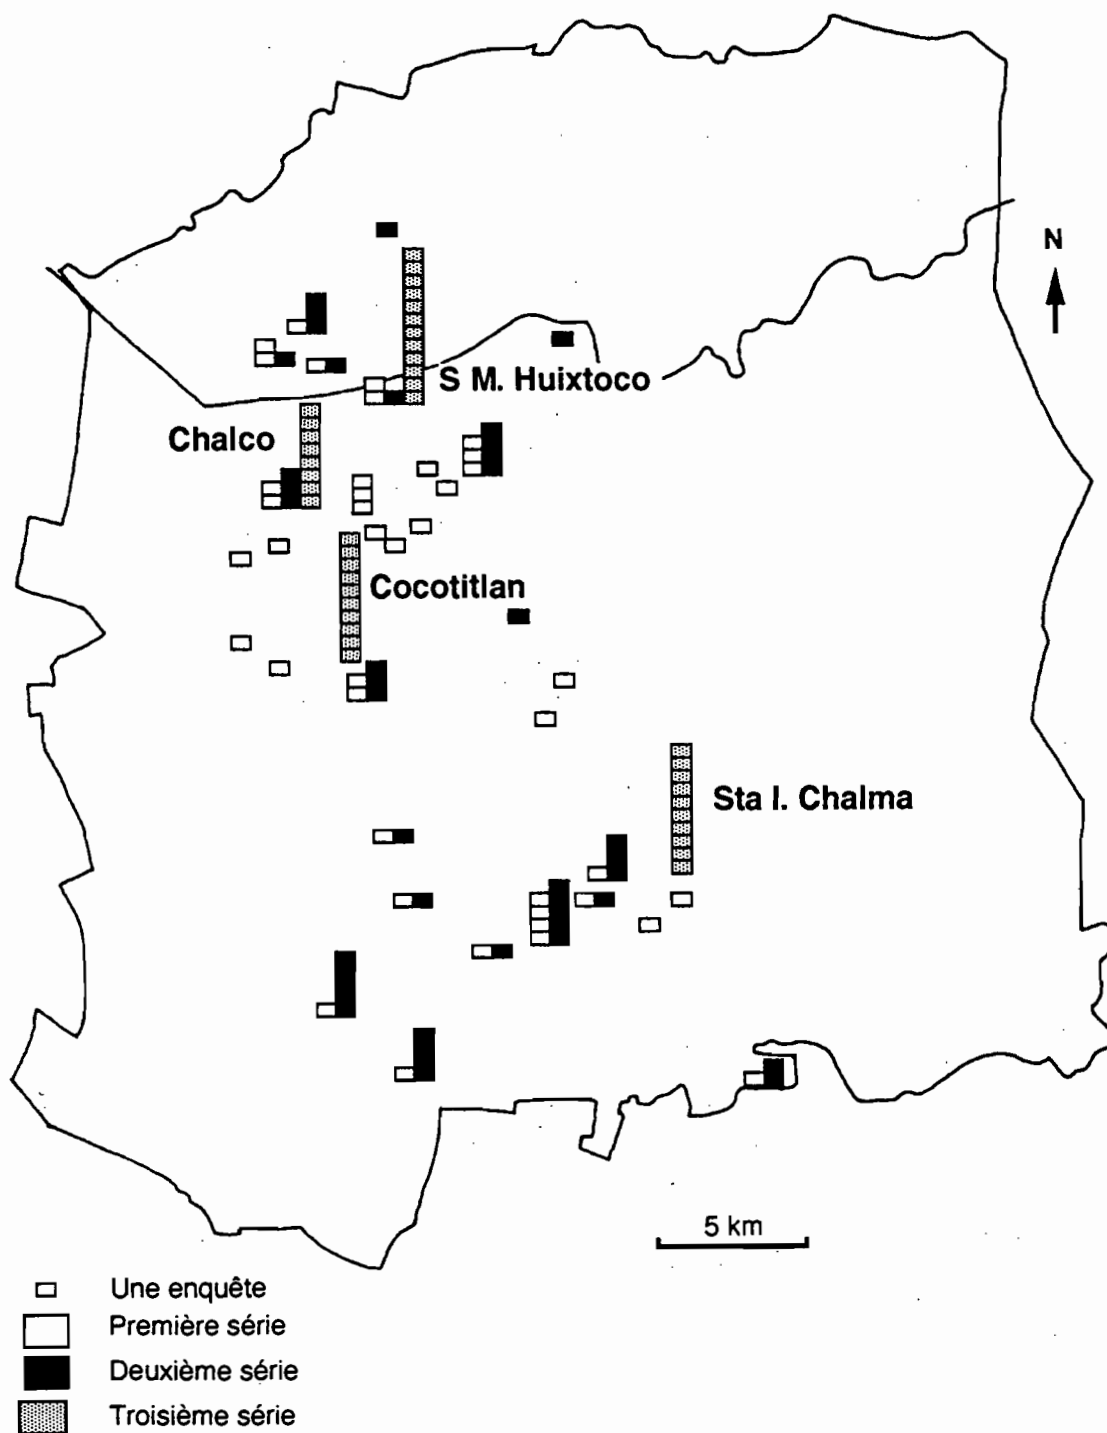 N
S M. Huixtoco
Chalco
Cocotitlan
Sta I. Chalma
5 km
Une enquête
Première série
Deuxième série
Troisième série